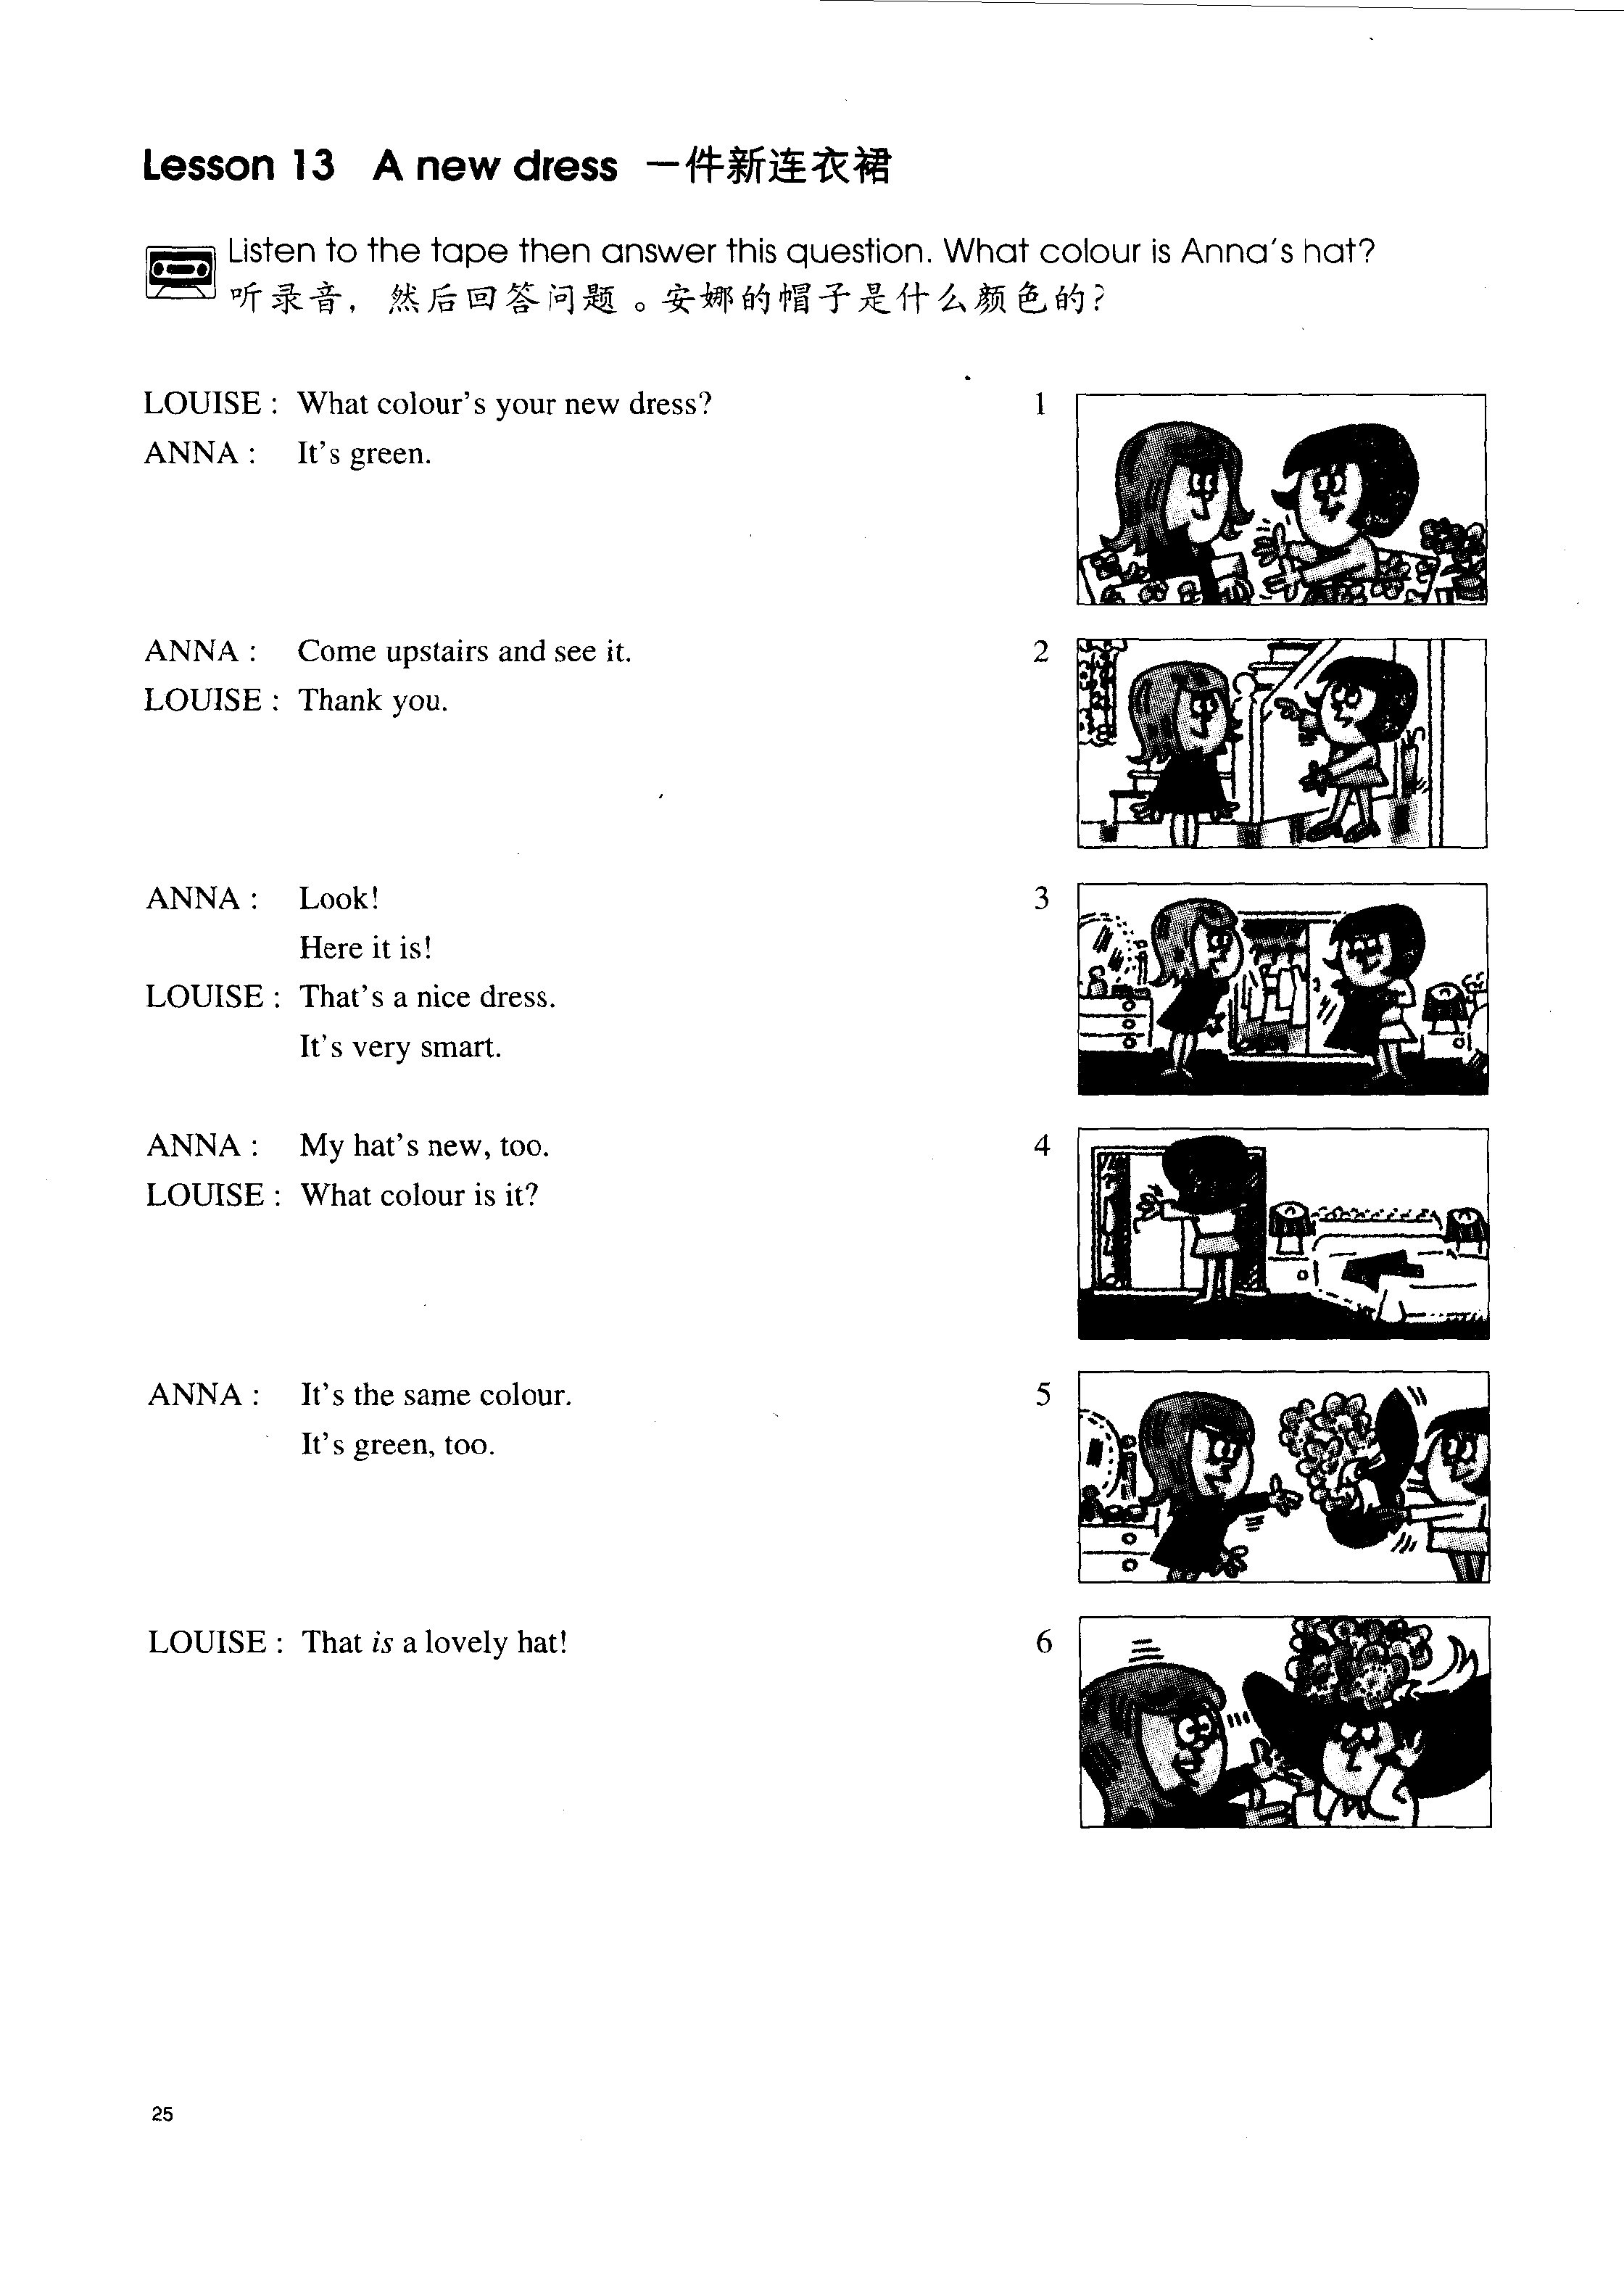 Lesson 13 A new dress 一件新连衣裙
Listen to the tape then answer this question. What colour is Anna's hat?
听录音，然后回答问题。安娜的帽子是什么颜色的？
LOUISE : What colour's your new dress?
1
ANNA : It's green.
ANNA : Come upstairs and see it.
2
LOUISE : Thank you.
ANNA : Look!
3
Here it is!
LOUISE : That's a nice dress.
It's very smart.
ANNA : My hat's new, too.
4
LOUISE : What colour is it?
ANNA : It's the same colour.
5
It's green, too.
LOUISE : That is a lovely hat!
6
25